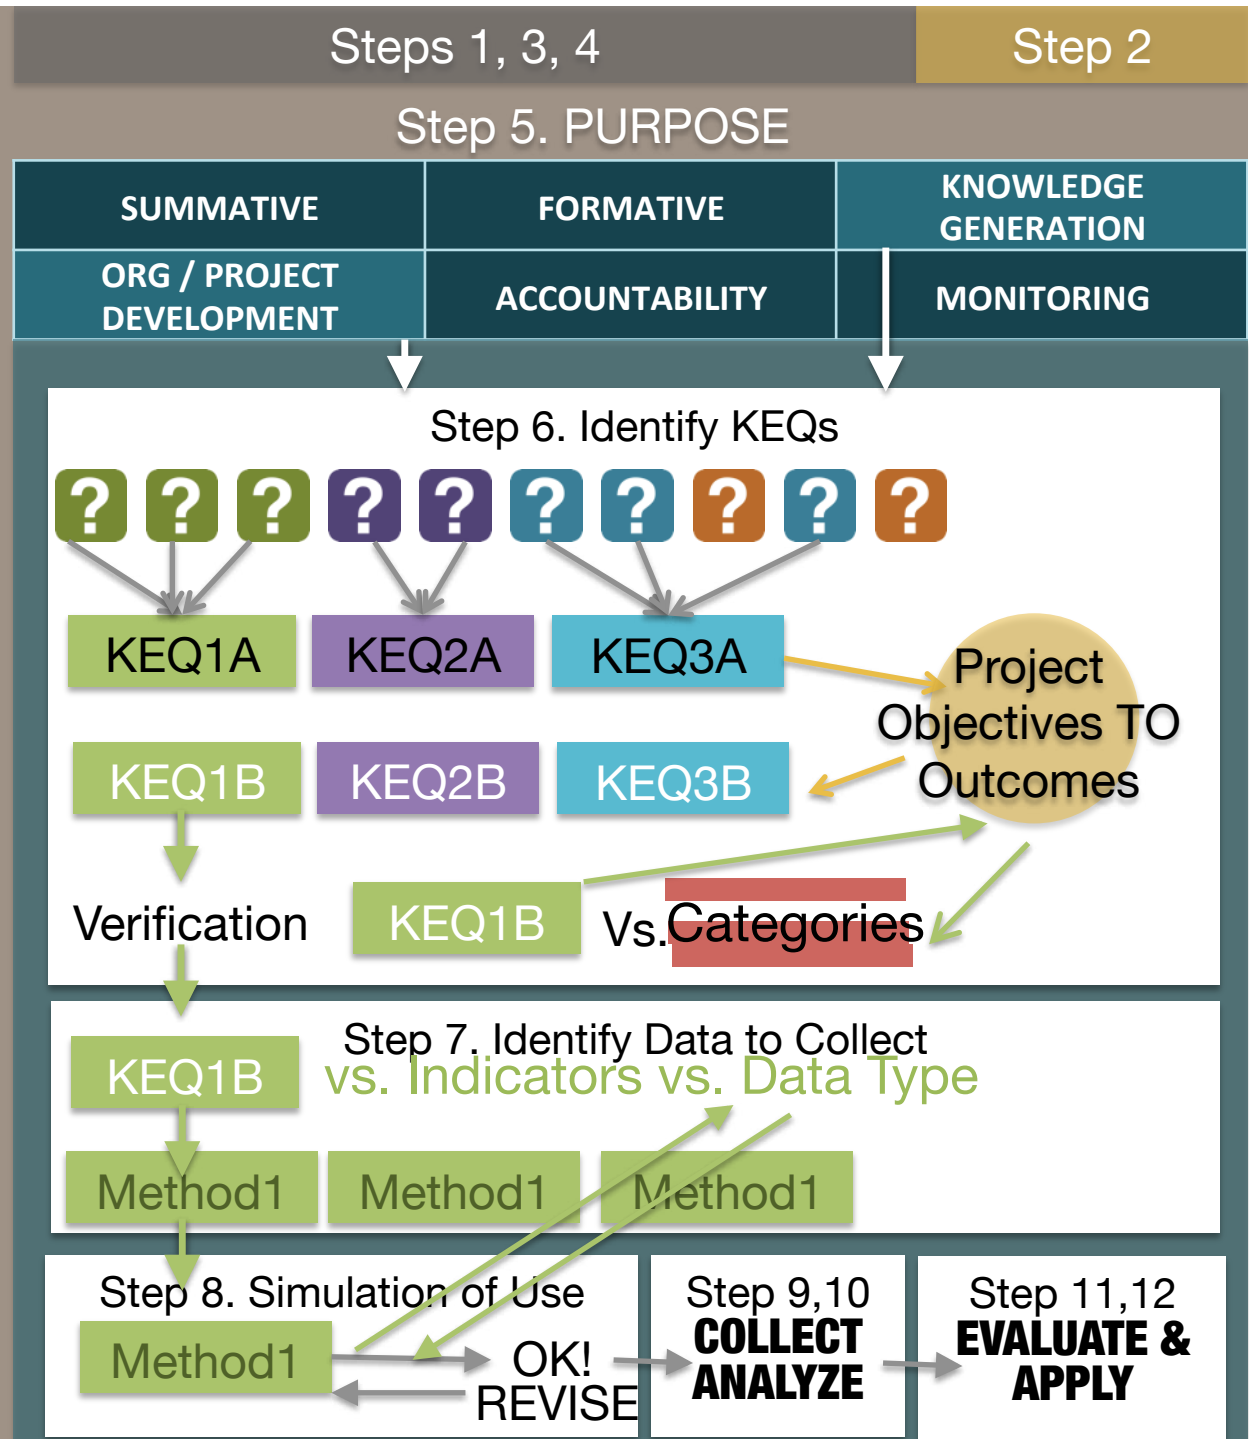 Steps 1, 3, 4
Step 2
Step 5. PURPOSE
SUMMATIVE
FORMATIVE
KNOWLEDGE
GENERATION
ORG / PROJECT
DEVELOPMENT
ACCOUNTABILITY
MONITORING
Step 6. Identify KEQs
? ? ? ? ? ? ? ? ? ?
KEQ1A
KEQ2A
KEQ3A
Project
Objectives TO
Outcomes
KEQ1B
KEQ2B
KEQ3B
Verification
KEQ1B
Vs.
Categories
Step 7. Identify Data to Collect
KEQ1B
vs. Indicators vs. Data Type
Method1
Method1
Method1
Step 8. Simulation of Use
Method1
OK!
REVISE
Step 9,10
COLLECT
ANALYZE
Step 11,12
EVALUATE &
APPLY